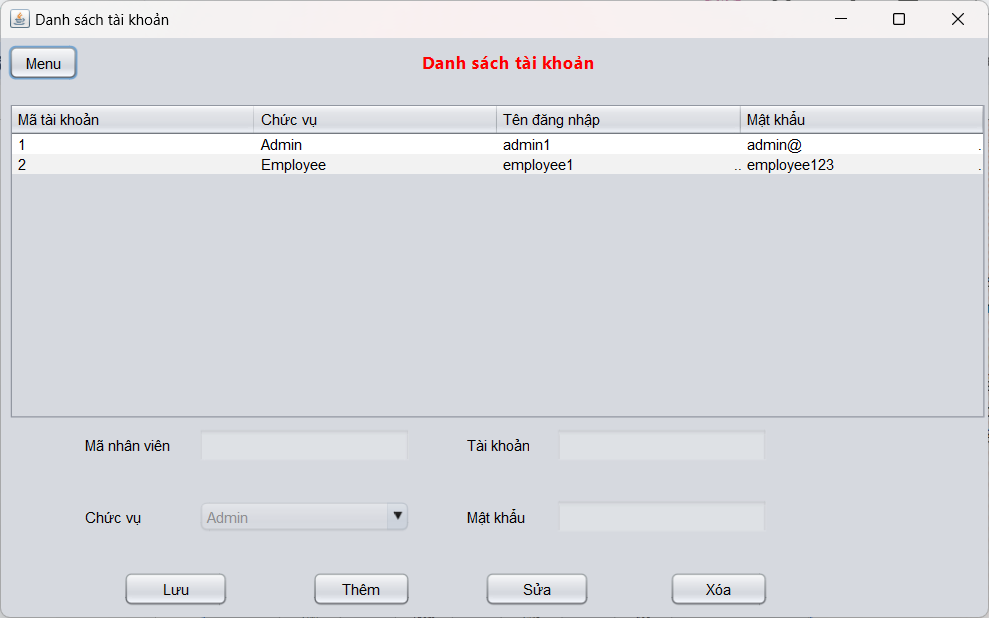 Danh sách tài khoản
Menu
Danh sách tài khoản
Mã tài khoản Chức vụ Tên đăng nhập Mật khẩu
1 Admin admin1 admin@ .
2 Employee employee1 .. employee123 .
Mã nhân viên Tài khoản
Chức vụ Admin Mật khẩu
Lưu Thêm Sửa Xóa